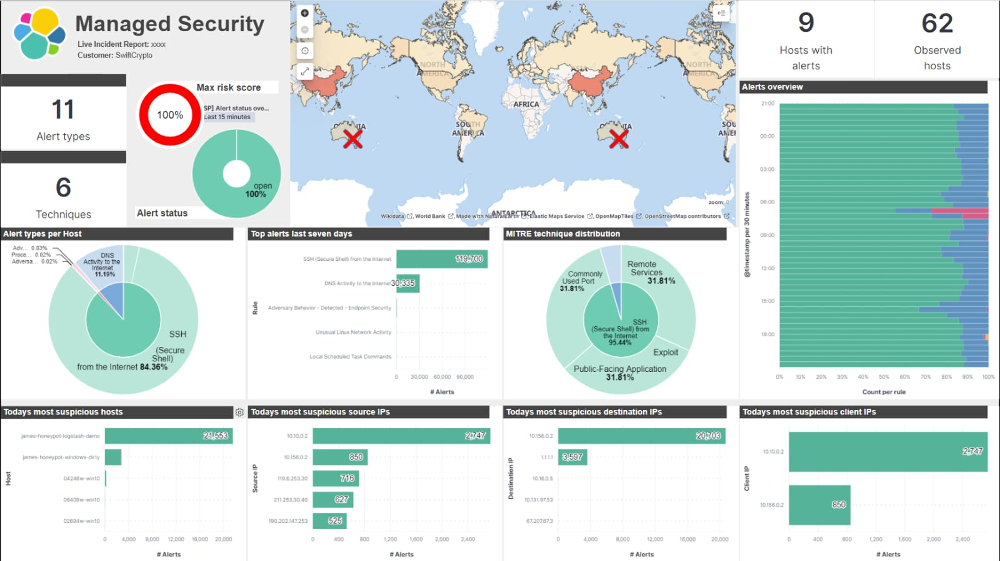 Managed Security
Live Incident Report: xxxx
Customer: SwiftCrypto
11
Alert types
6
Techniques
Max risk score
100%
SP] Alert status ove...
Last 15 minutes
open
100%
Alert status
NORTH
AMERICA
ASIA
NORTH
AMERICA
AFRICA
OCEANIA
SOUTH
AMERICA
ANTARCTICA
zoom: 0
Wikidata, World Bank, Made with NaturalEarth, Elastic Maps Service, OpenMapTiles, OpenStreetMap contributors
9
Hosts with
alerts
62
Observed
hosts
Alerts overview
@timestamp per 30 minutes
21:00
00:00
03:00
06:00
09:00
12:00
15:00
18:00
0% 10% 20% 30% 40% 50% 60% 70% 80% 90% 100%
Count per rule
Alert types per Host
Adv... 0.83%
Proce... 0.02%
Adversa... 0.02%
DNS
Activity to the
Internet
11.19%
SSH
(Secure
Shell)
from the Internet 84.36%
Top alerts last seven days
Rule
SSH (Secure Shell) from the Internet 119,700
DNS Activity to the Internet 30,335
Adversary Behavior - Detected - Endpoint Security
Unusual Linux Network Activity
Local Scheduled Task Commands
0 30,000 60,000 90,000
# Alerts
MITRE technique distribution
Commonly
Used Port
31.81%
Remote
Services
31.81%
SSH
(Secure Shell) from
the Internet
95.44%
Exploit
Public-Facing Application
31.81%
Todays most suspicious hosts
Host
james-honeypot-logstash-demo 21,553
james-honeypot-windows-dirty
04246w-win10
06409w-win10
02694w-win10
0 4,000 8,000 12,000 16,000 20,000
# Alerts
Todays most suspicious source IPs
Source IP
10.10.0.2 2,747
10.156.0.2 850
119.6.253.30 716
211.253.30.40 627
190.202.147.253 525
0 400 800 1,200 1,600 2,000 2,400
# Alerts
Todays most suspicious destination IPs
Destination IP
10.156.0.2 20,703
1.1.1.1 3,597
10.16.0.5
10.131.97.53
67.207.67.3
0 4,000 8,000 12,000 16,000 20,000
# Alerts
Todays most suspicious client IPs
Client IP
10.10.0.2 2,747
10.156.0.2 850
0 400 800 1,200 1,600 2,000 2,400
# Alerts